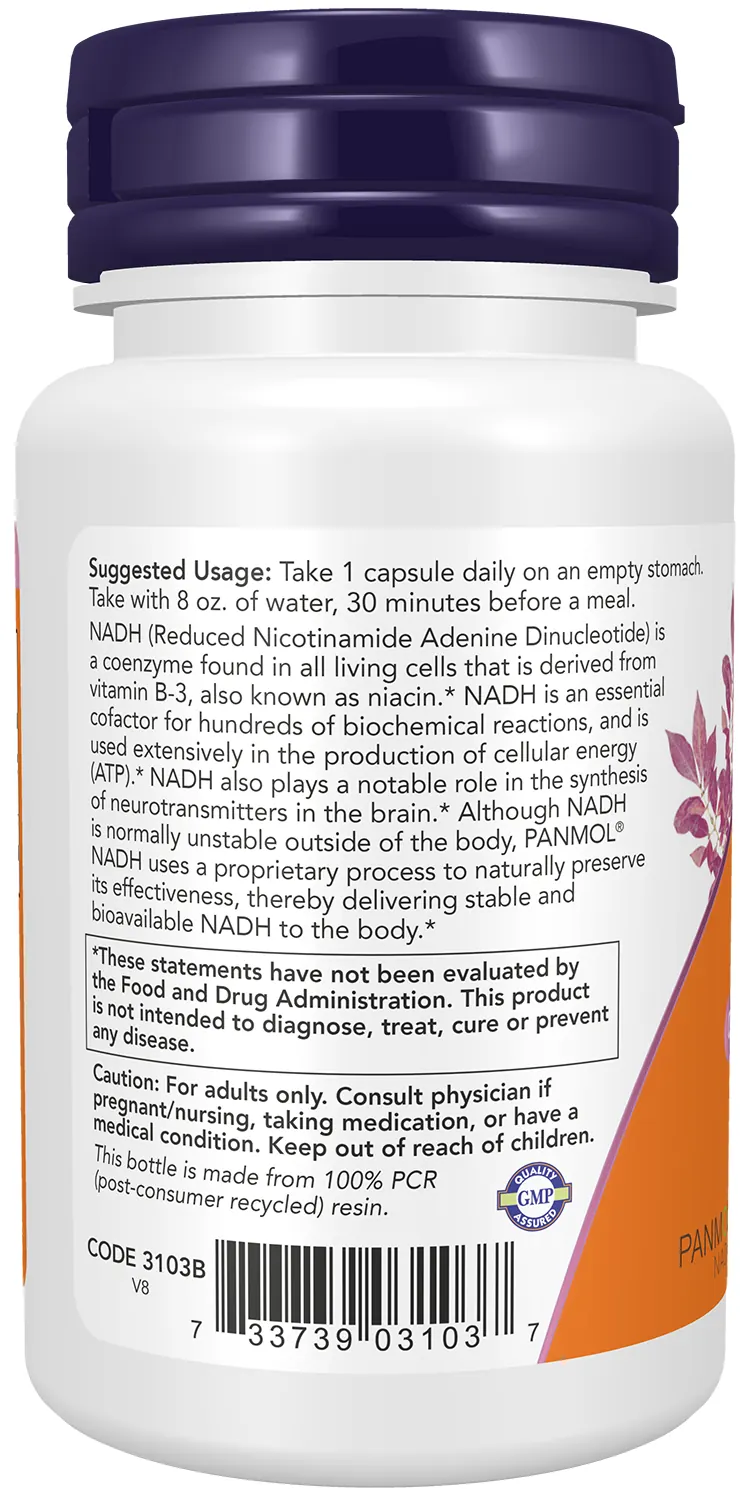 Suggested Usage: Take 1 capsule daily on an empty stomach.
Take with 8 oz. of water, 30 minutes before a meal.
NADH (Reduced Nicotinamide Adenine Dinucleotide) is
a coenzyme found in all living cells that is derived from
vitamin B-3, also known as niacin.* NADH is an essential
cofactor for hundreds of biochemical reactions, and is
used extensively in the production of cellular energy
(ATP).* NADH also plays a notable role in the synthesis
of neurotransmitters in the brain.* Although NADH
is normally unstable outside of the body, PANMOL®
NADH uses a proprietary process to naturally preserve
its effectiveness, thereby delivering stable and
bioavailable NADH to the body.*
*These statements have not been evaluated by
the Food and Drug Administration. This product
is not intended to diagnose, treat, cure or prevent
any disease.
Caution: For adults only. Consult physician if
pregnant/nursing, taking medication, or have a
medical condition. Keep out of reach of children.
This bottle is made from 100% PCR
(post-consumer recycled) resin.
QUALITY
GMP
ASSURED
CODE 3103B
V8
7 33739 03103 7
PANM